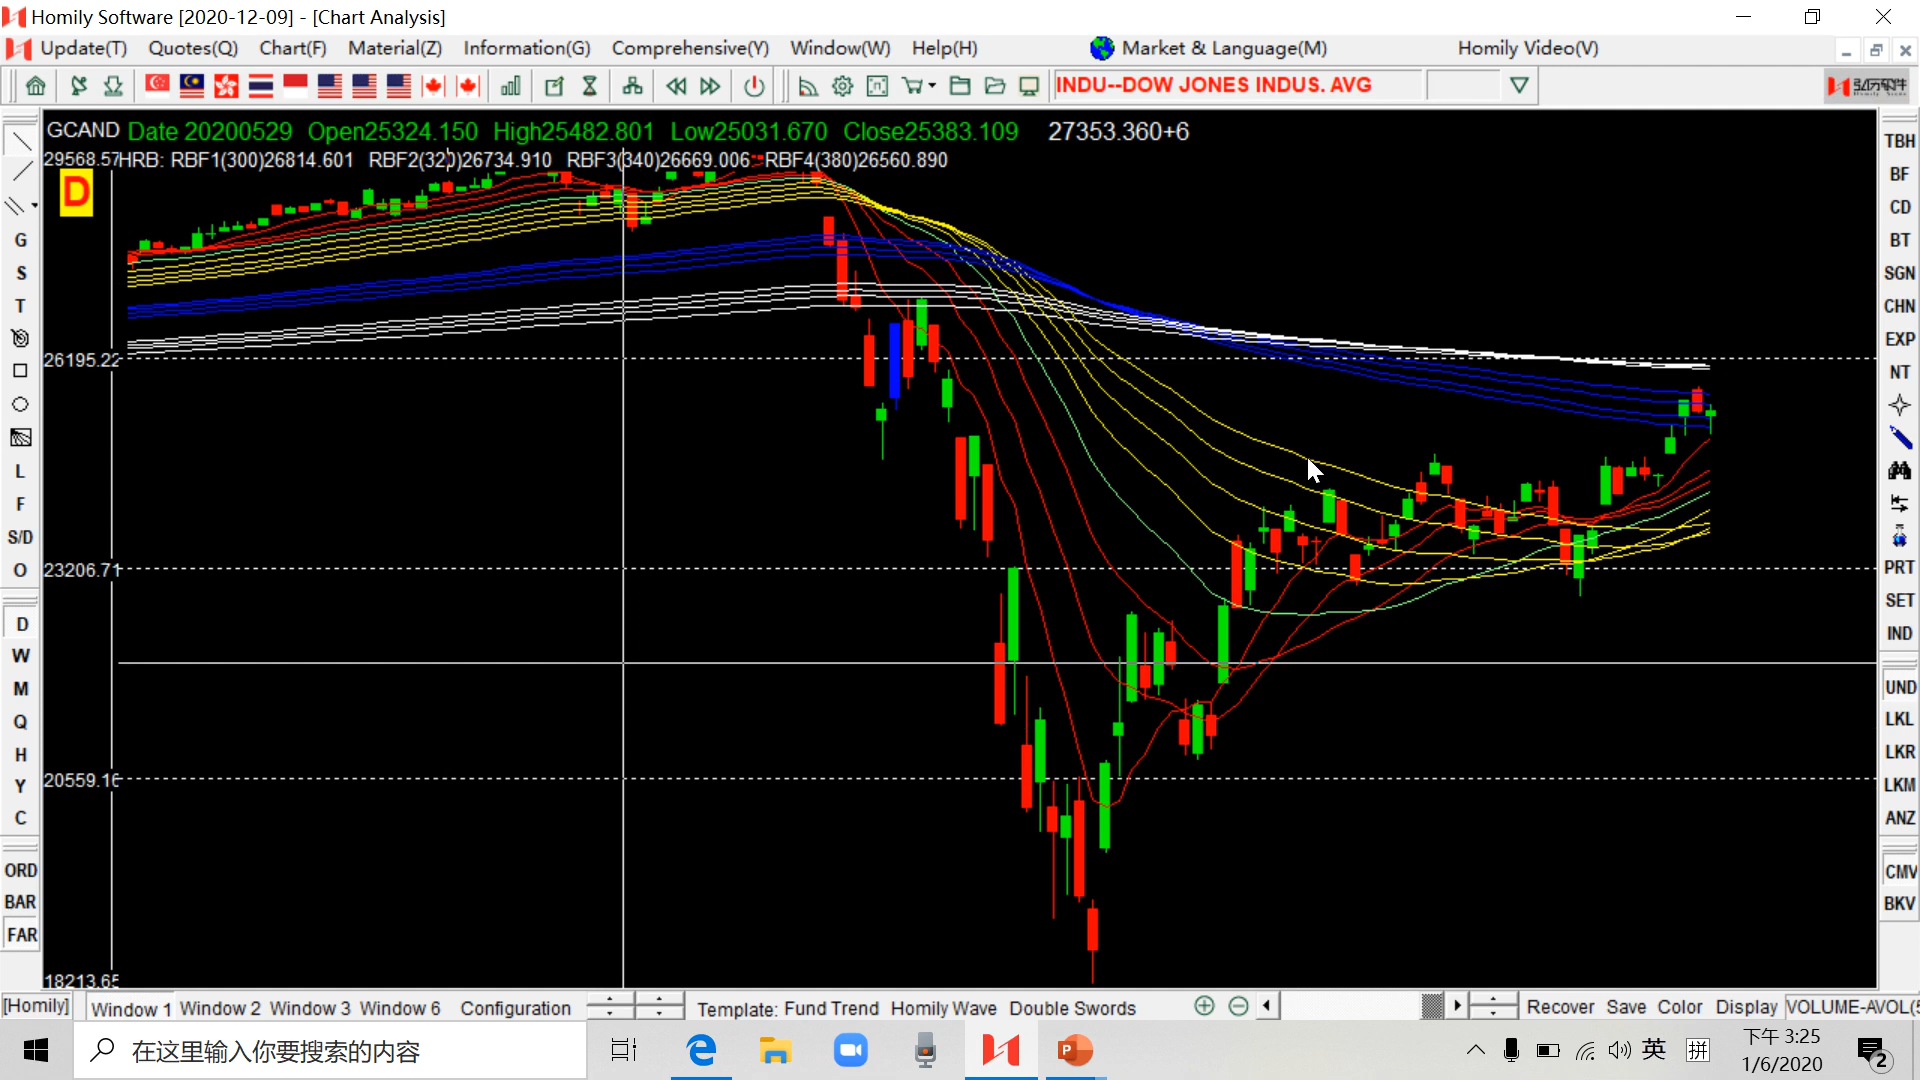 Homily Software [2020-12-09] - [Chart Analysis]
Update(T) Quotes(Q) Chart(F) Material(Z) Information(G) Comprehensive(Y) Window(W) Help(H) Market & Language(M) Homily Video(V)
INDU--DOW JONES INDUS. AVG
GCAND Date 20200529 Open25324.150 High25482.801 Low25031.670 Close25383.109 27353.360+6
29568.57 HRB: RBF1(300)26814.601 RBF2(320)26734.910 RBF3(340)26669.006 RBF4(380)26560.890
D
26195.22
23206.71
20559.16
18213.65
G
S
T
L
F
S/D
O
D
W
M
Q
H
Y
C
ORD
BAR
FAR
TBH
BF
CD
BT
SGN
CHN
EXP
NT
PRT
SET
IND
UND
LKL
LKR
LKM
ANZ
CMV
BKV
[Homily] Window 1 Window 2 Window 3 Window 6 Configuration Template: Fund Trend Homily Wave Double Swords Recover Save Color Display VOLUME-AVOL(5
在这里输入你要搜索的内容
英 拼
下午 3:25
1/6/2020
2